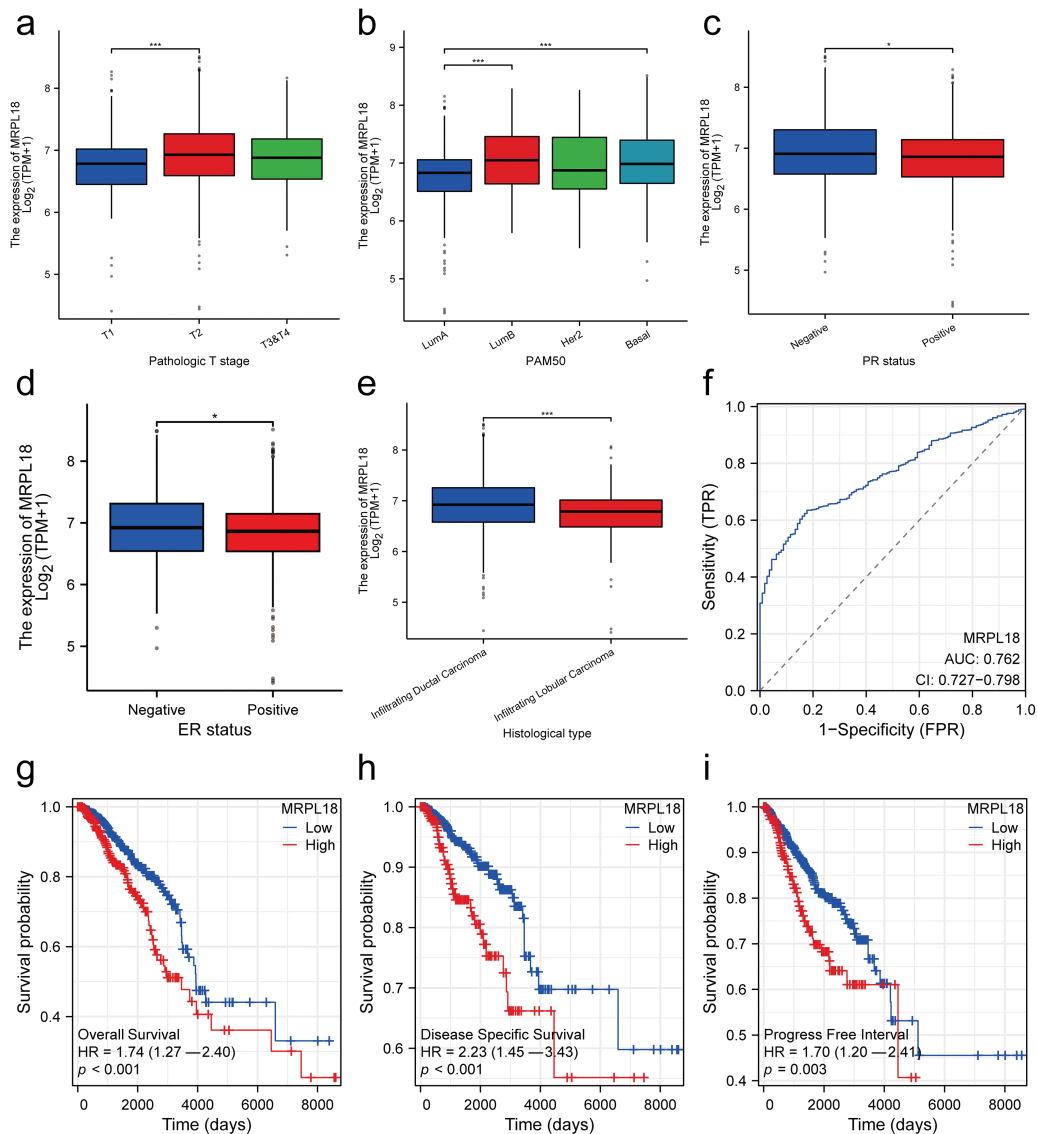 a
The expression of MRPL18
Log2 (TPM+1)
***
8
7
6
5
T1
T2
T3&T4
Pathologic T stage
b
The expression of MRPL18
Log2 (TPM+1)
***
***
9
8
7
6
5
LumA
LumB
Her2
Basal
PAM50
c
The expression of MRPL18
Log2 (TPM+1)
*
8
7
6
5
Negative
Positive
PR status
d
The expression of MRPL18
Log2 (TPM+1)
*
8
7
6
5
Negative
Positive
ER status
e
The expression of MRPL18
Log2 (TPM+1)
***
8
7
6
5
Infiltrating Ductal Carcinoma
Infiltrating Lobular Carcinoma
Histological type
f
Sensitivity (TPR)
1.0
0.8
0.6
0.4
0.2
0.0
MRPL18
AUC: 0.762
CI: 0.727−0.798
0.0 0.2 0.4 0.6 0.8 1.0
1−Specificity (FPR)
g
Survival probability
1.0
0.8
0.6
0.4
MRPL18
Low
High
Overall Survival
HR = 1.74 (1.27 —2.40)
p < 0.001
0 2000 4000 6000 8000
Time (days)
h
Survival probability
1.0
0.9
0.8
0.7
0.6
MRPL18
Low
High
Disease Specific Survival
HR = 2.23 (1.45 —3.43)
p < 0.001
0 2000 4000 6000 8000
Time (days)
i
Survival probability
1.0
0.9
0.8
0.7
0.6
0.5
0.4
MRPL18
Low
High
Progress Free Interval
HR = 1.70 (1.20 —2.41)
p = 0.003
0 2000 4000 6000 8000
Time (days)